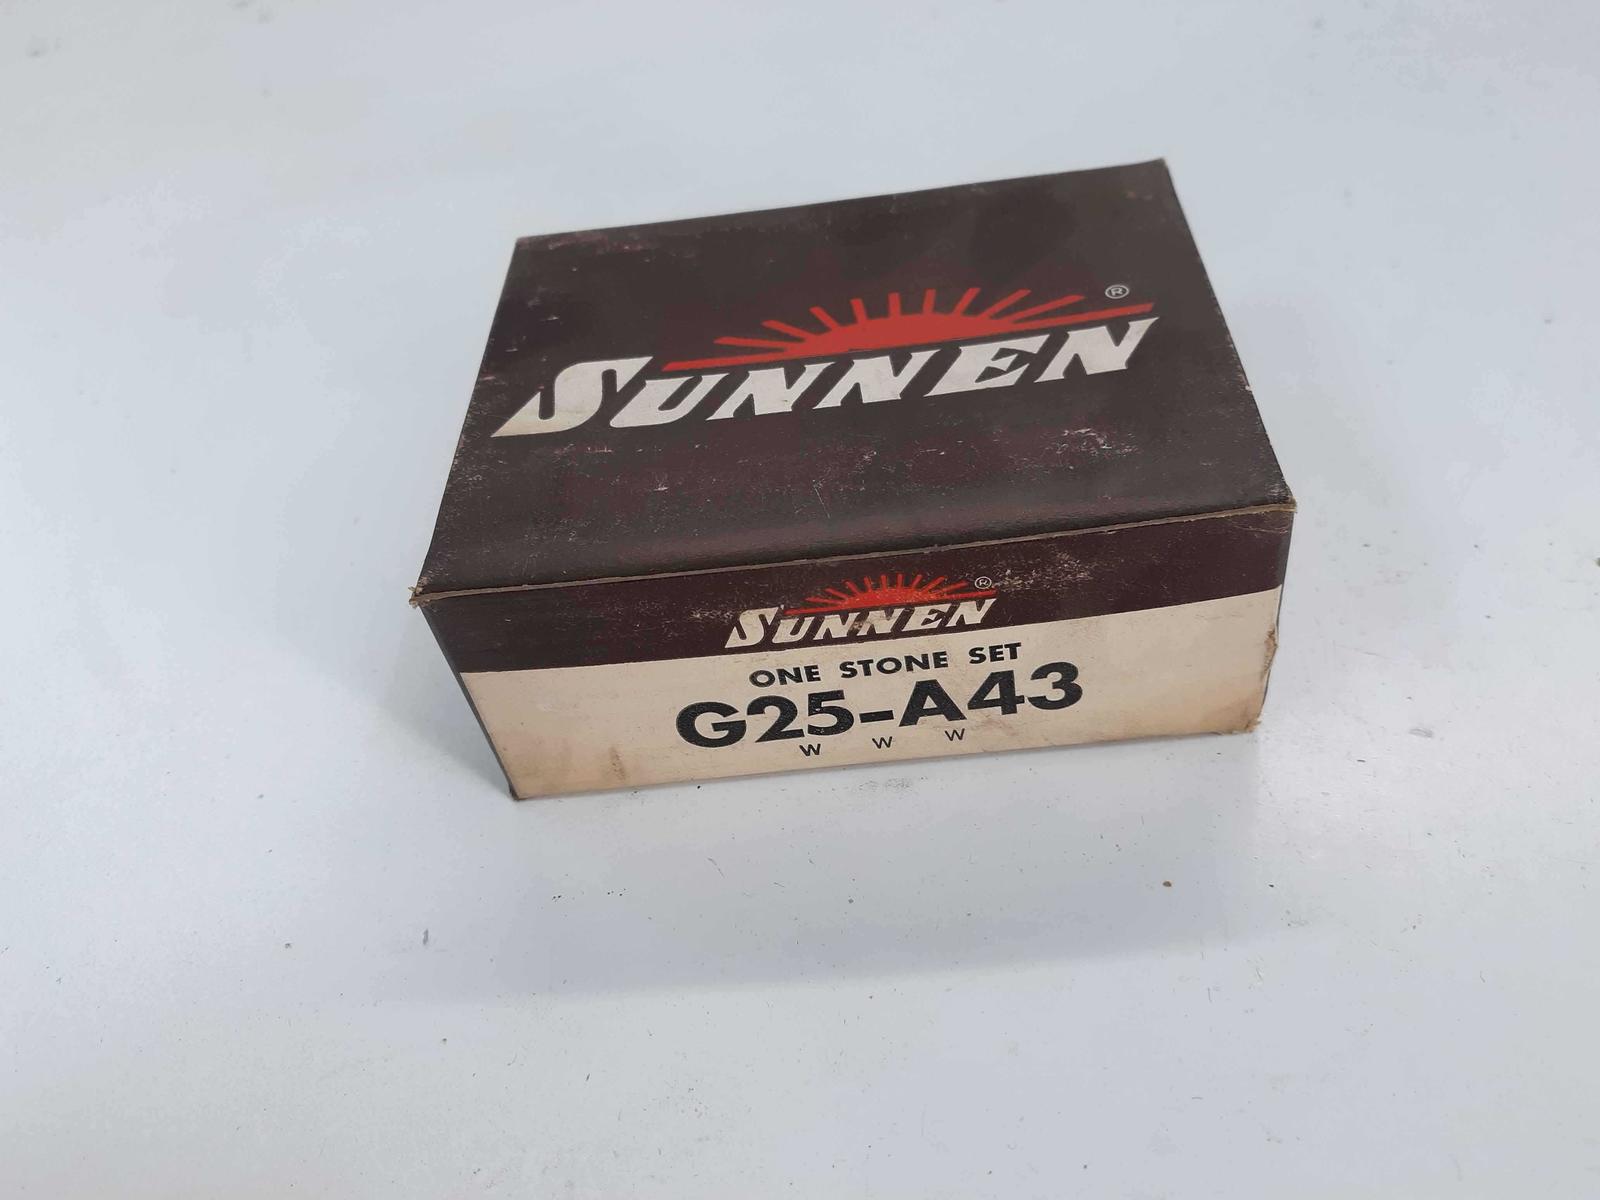 SUNNEN ®
SUNNEN ®
ONE STONE SET
G25-A43
W W W